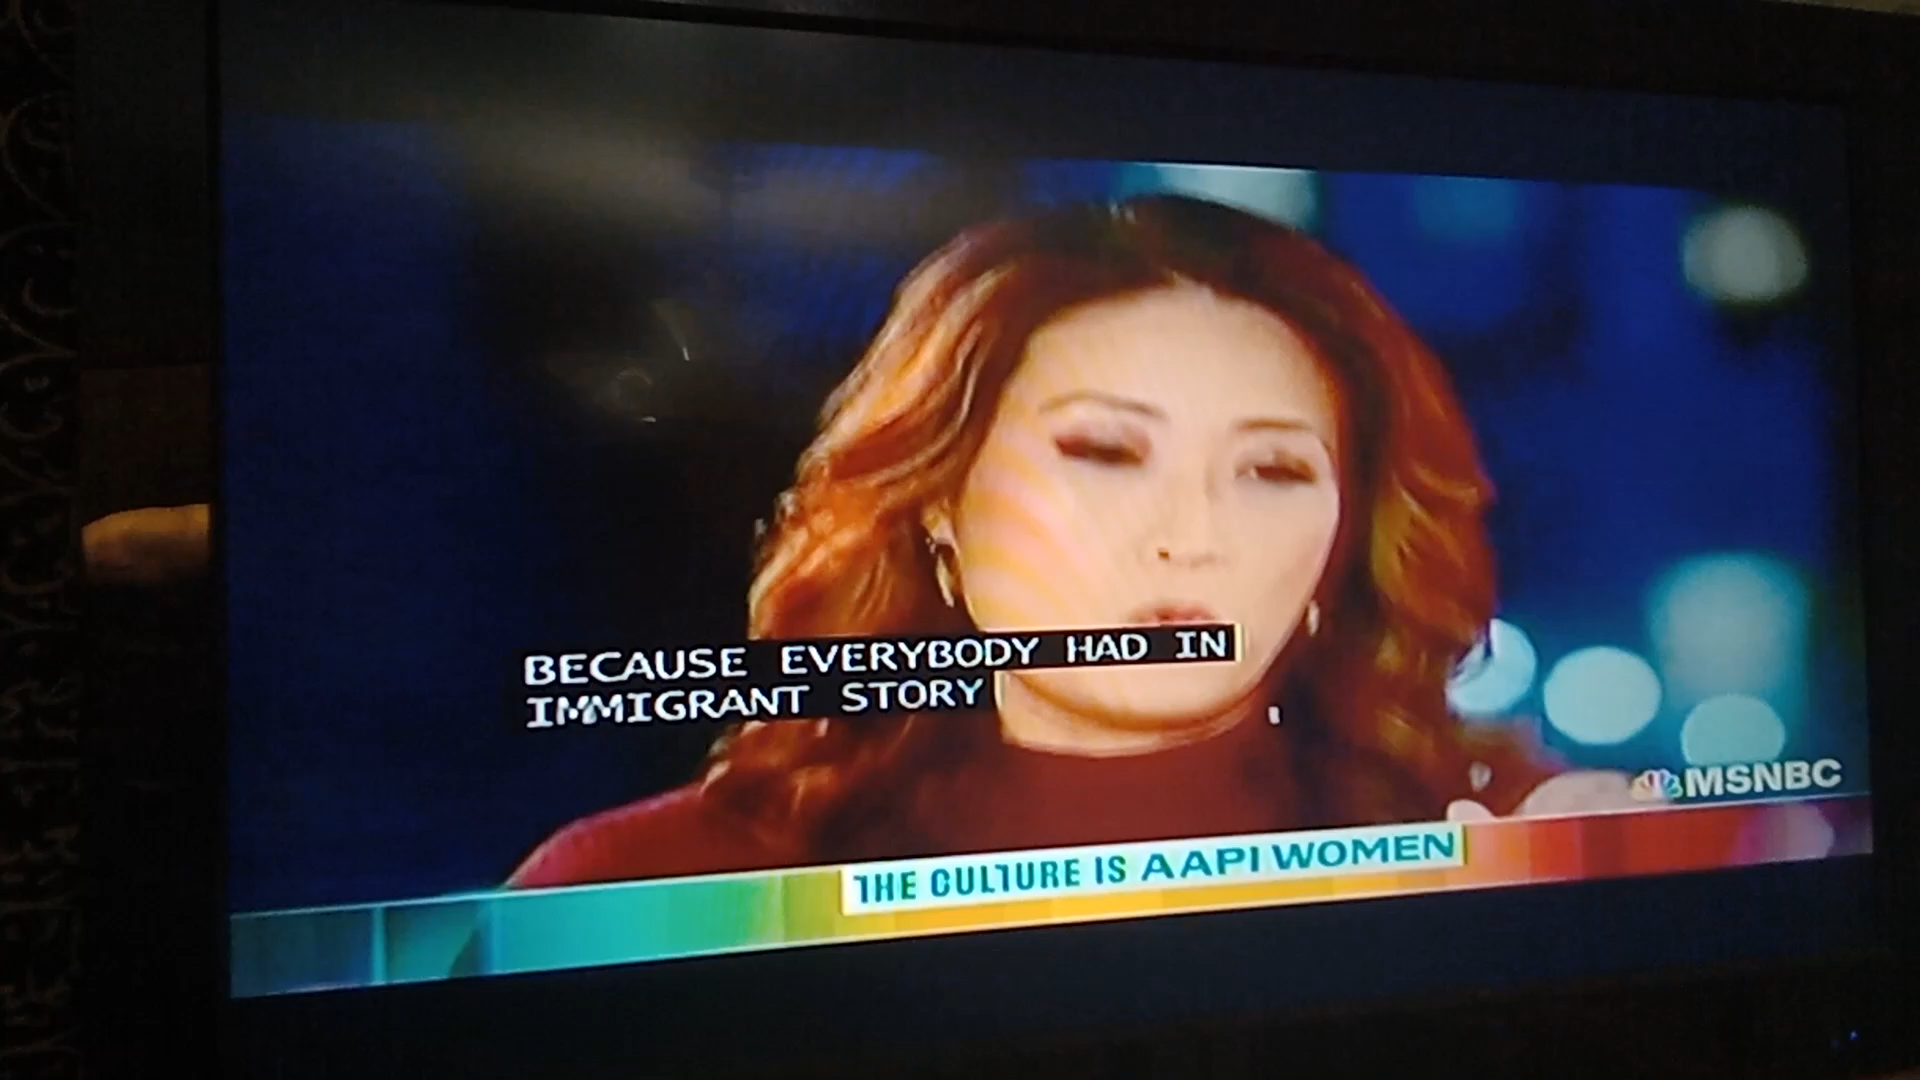 BECAUSE EVERYBODY HAD IN
IMMIGRANT STORY
MSNBC
THE CULTURE IS AAPI WOMEN